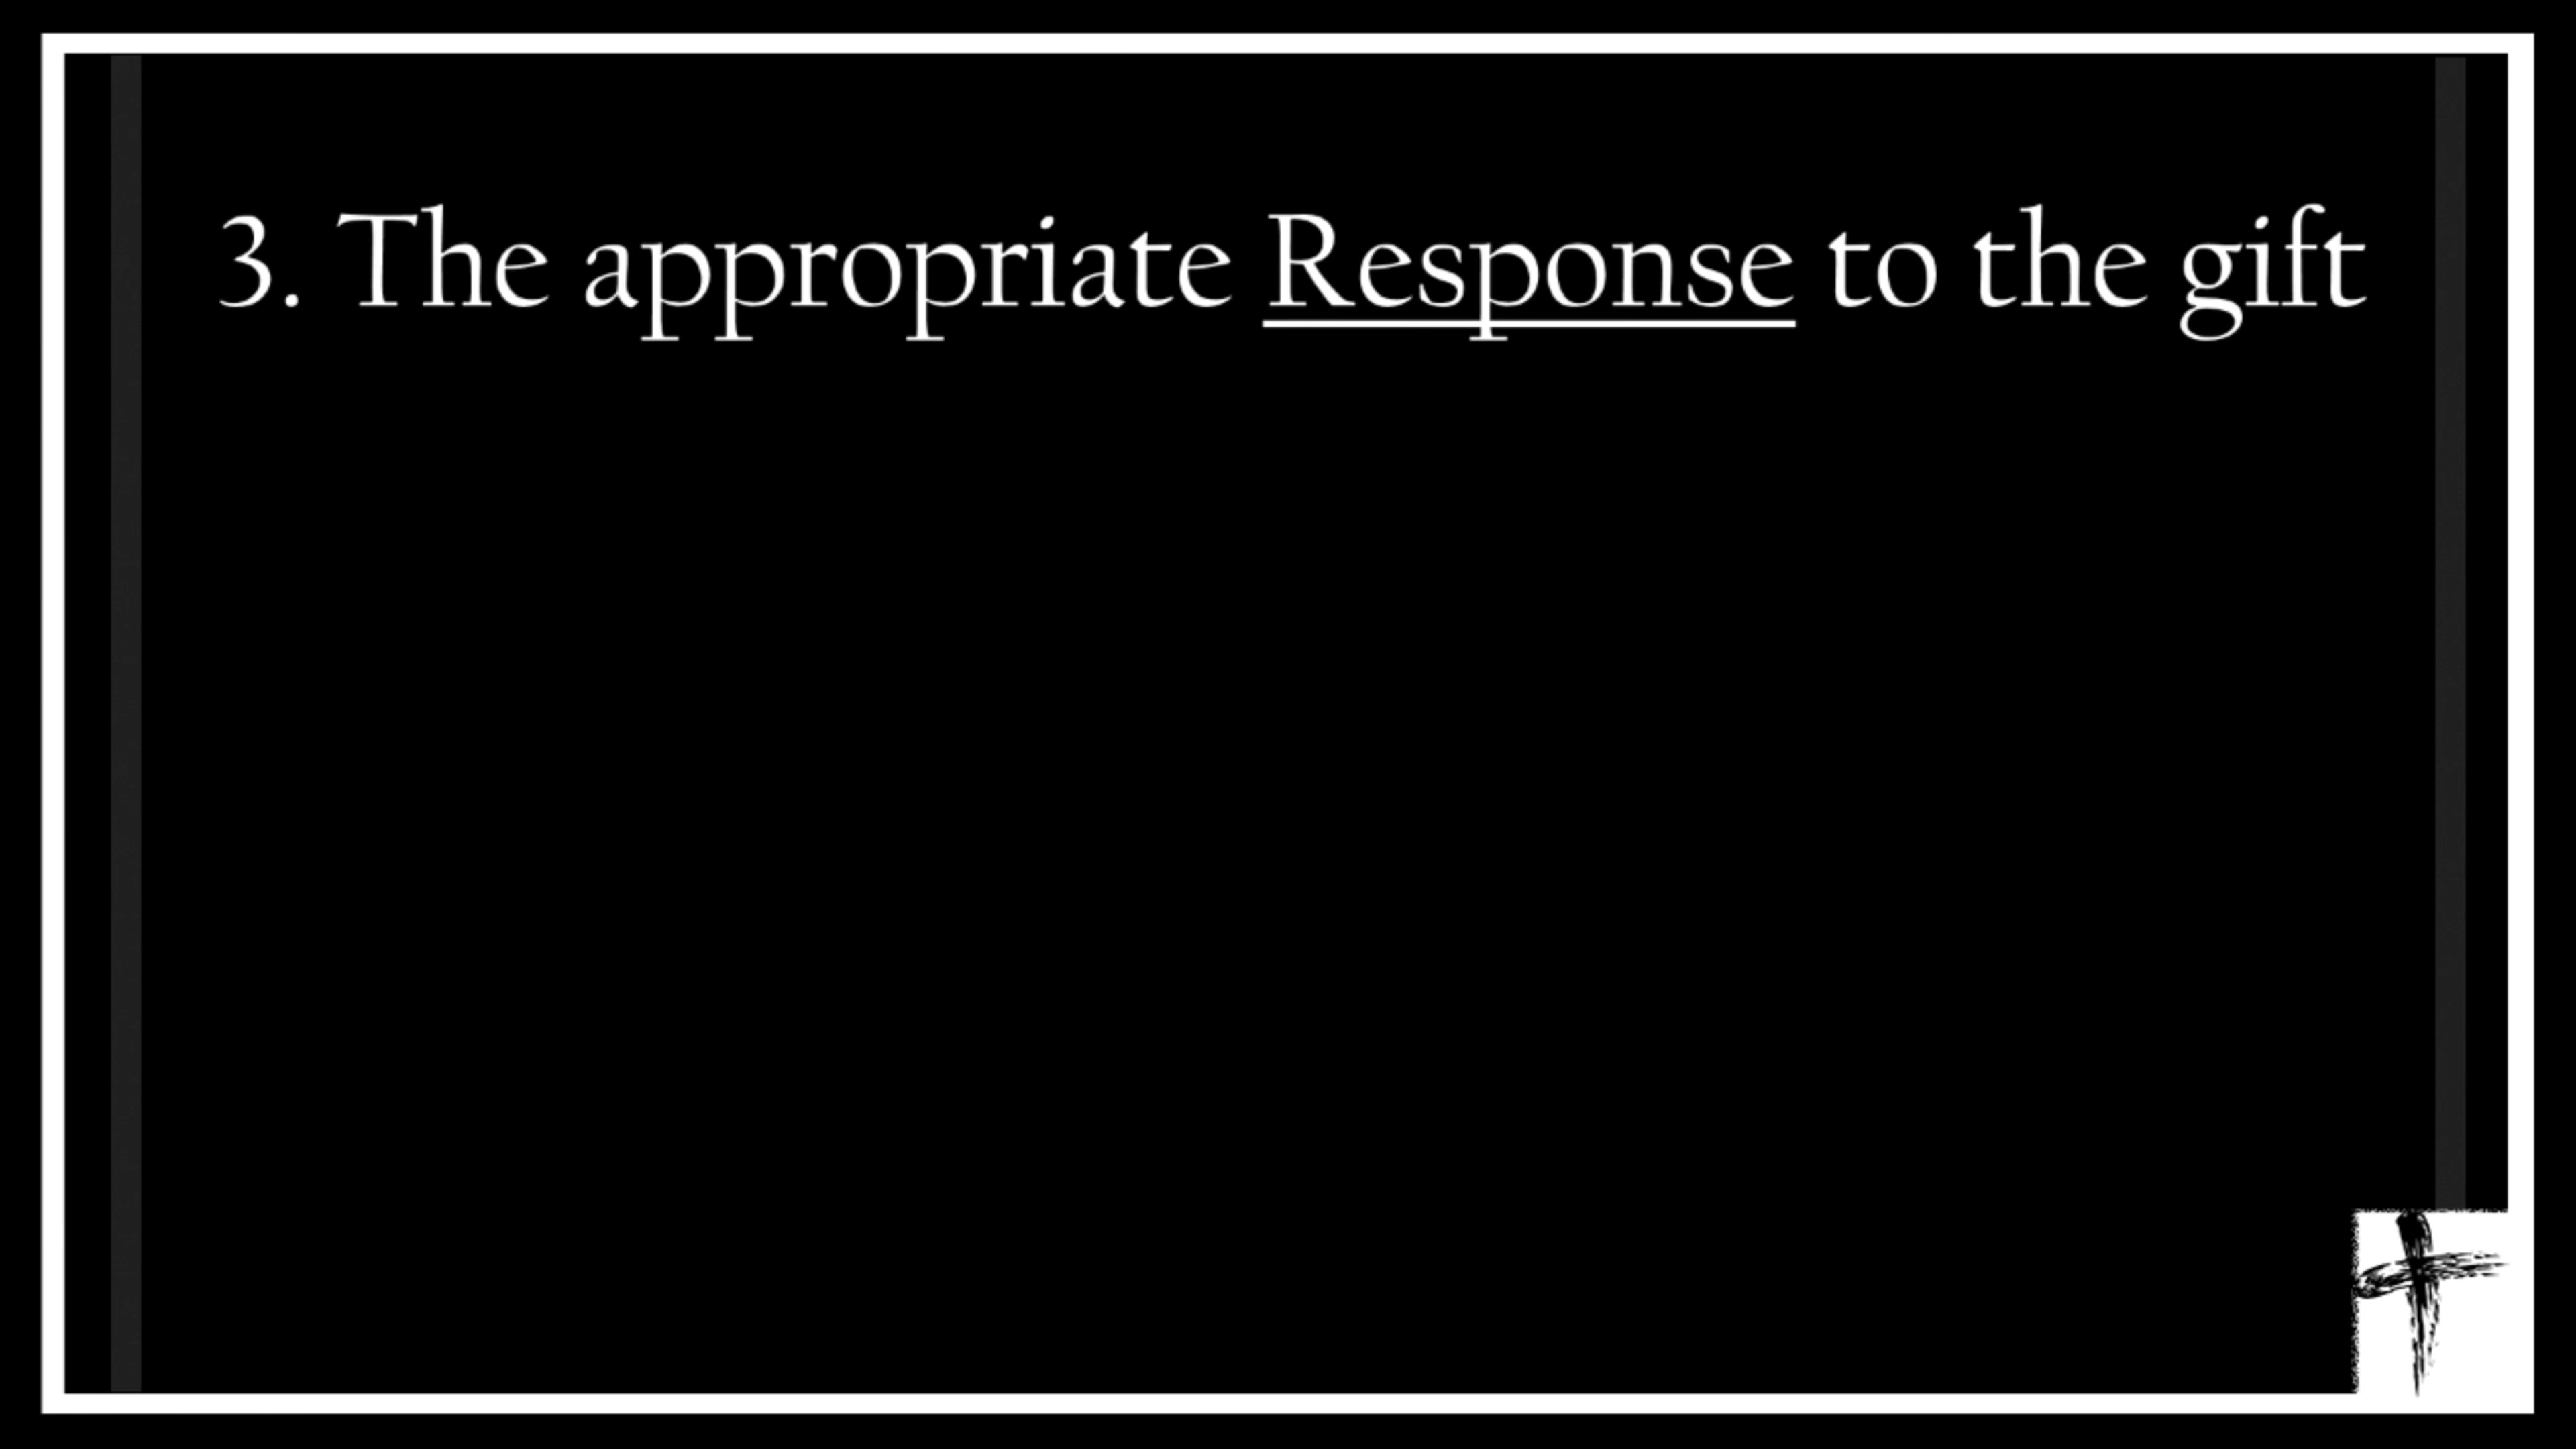 3. The appropriate Response to the gift